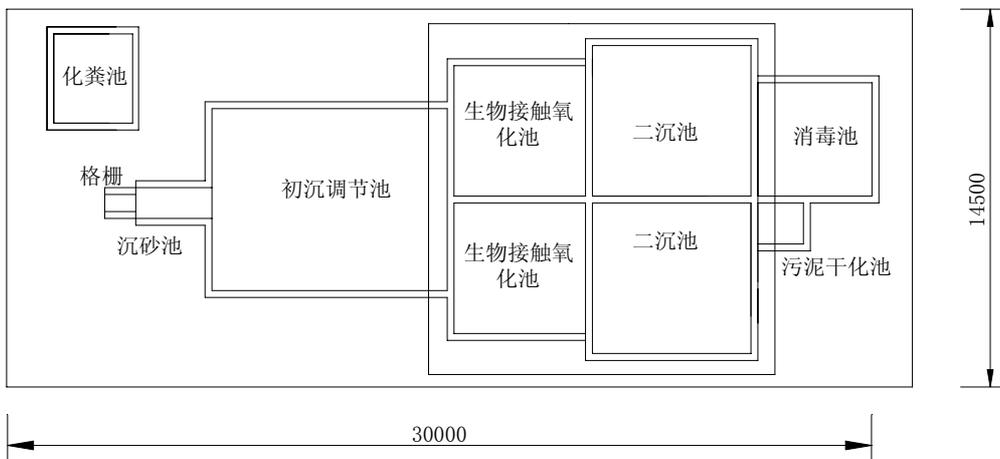 化粪池
格栅
沉砂池
初沉调节池
生物接触氧
化池
二沉池
消毒池
生物接触氧
化池
二沉池
污泥干化池
14500
30000